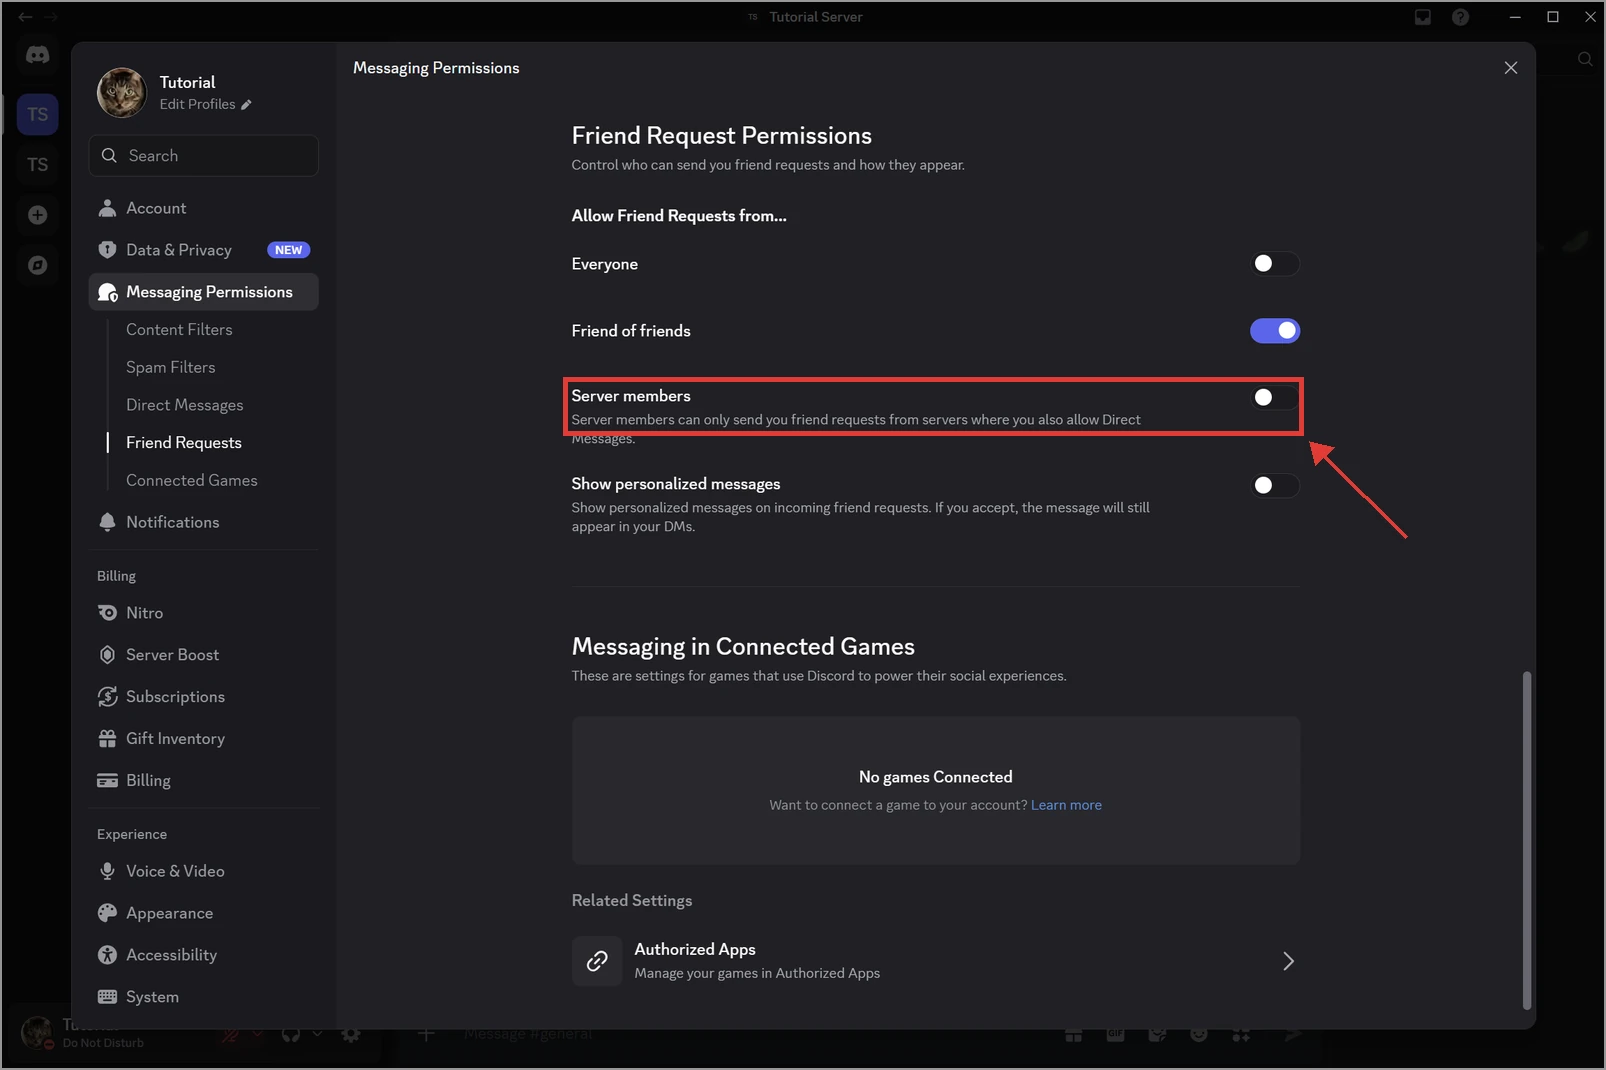 TS Tutorial Server
TS
TS
Tutorial
Edit Profiles
Search
Account
Data & Privacy
NEW
Messaging Permissions
Content Filters
Spam Filters
Direct Messages
Friend Requests
Connected Games
Notifications
Billing
Nitro
Server Boost
Subscriptions
Gift Inventory
Billing
Experience
Voice & Video
Appearance
Accessibility
System
Do Not Disturb
Messaging Permissions
Friend Request Permissions
Control who can send you friend requests and how they appear.
Allow Friend Requests from...
Everyone
Friend of friends
Server members
Server members can only send you friend requests from servers where you also allow Direct
Messages.
Show personalized messages
Show personalized messages on incoming friend requests. If you accept, the message will still
appear in your DMs.
Messaging in Connected Games
These are settings for games that use Discord to power their social experiences.
No games Connected
Want to connect a game to your account? Learn more
Related Settings
Authorized Apps
Manage your games in Authorized Apps
Message #general
GIF